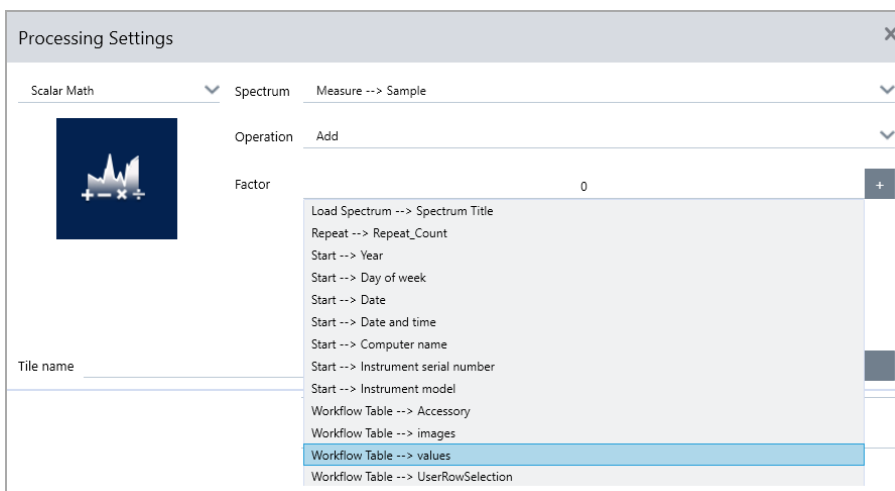 Processing Settings
Scalar Math
Spectrum Measure --> Sample
Operation Add
Factor 0 +
Load Spectrum --> Spectrum Title
Repeat --> Repeat_Count
Start --> Year
Start --> Day of week
Start --> Date
Start --> Date and time
Start --> Computer name
Start --> Instrument serial number
Start --> Instrument model
Tile name
Workflow Table --> Accessory
Workflow Table --> images
Workflow Table --> values
Workflow Table --> UserRowSelection